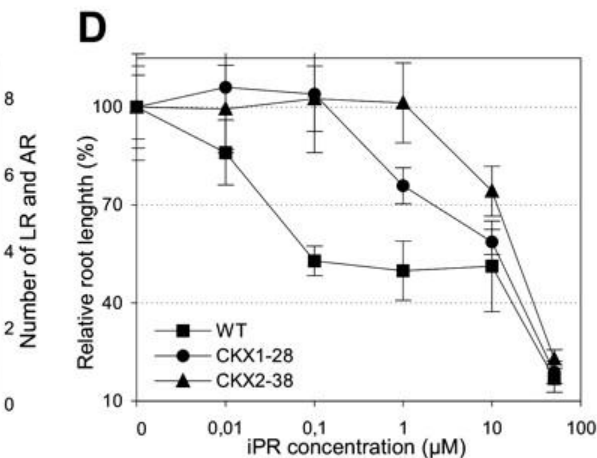 D
8
6
4
2
0
Number of LR and AR
Relative root lenghth (%)
100
70
40
10
WT
CKX1-28
CKX2-38
0 0,01 0,1 1 10 100
iPR concentration (µM)